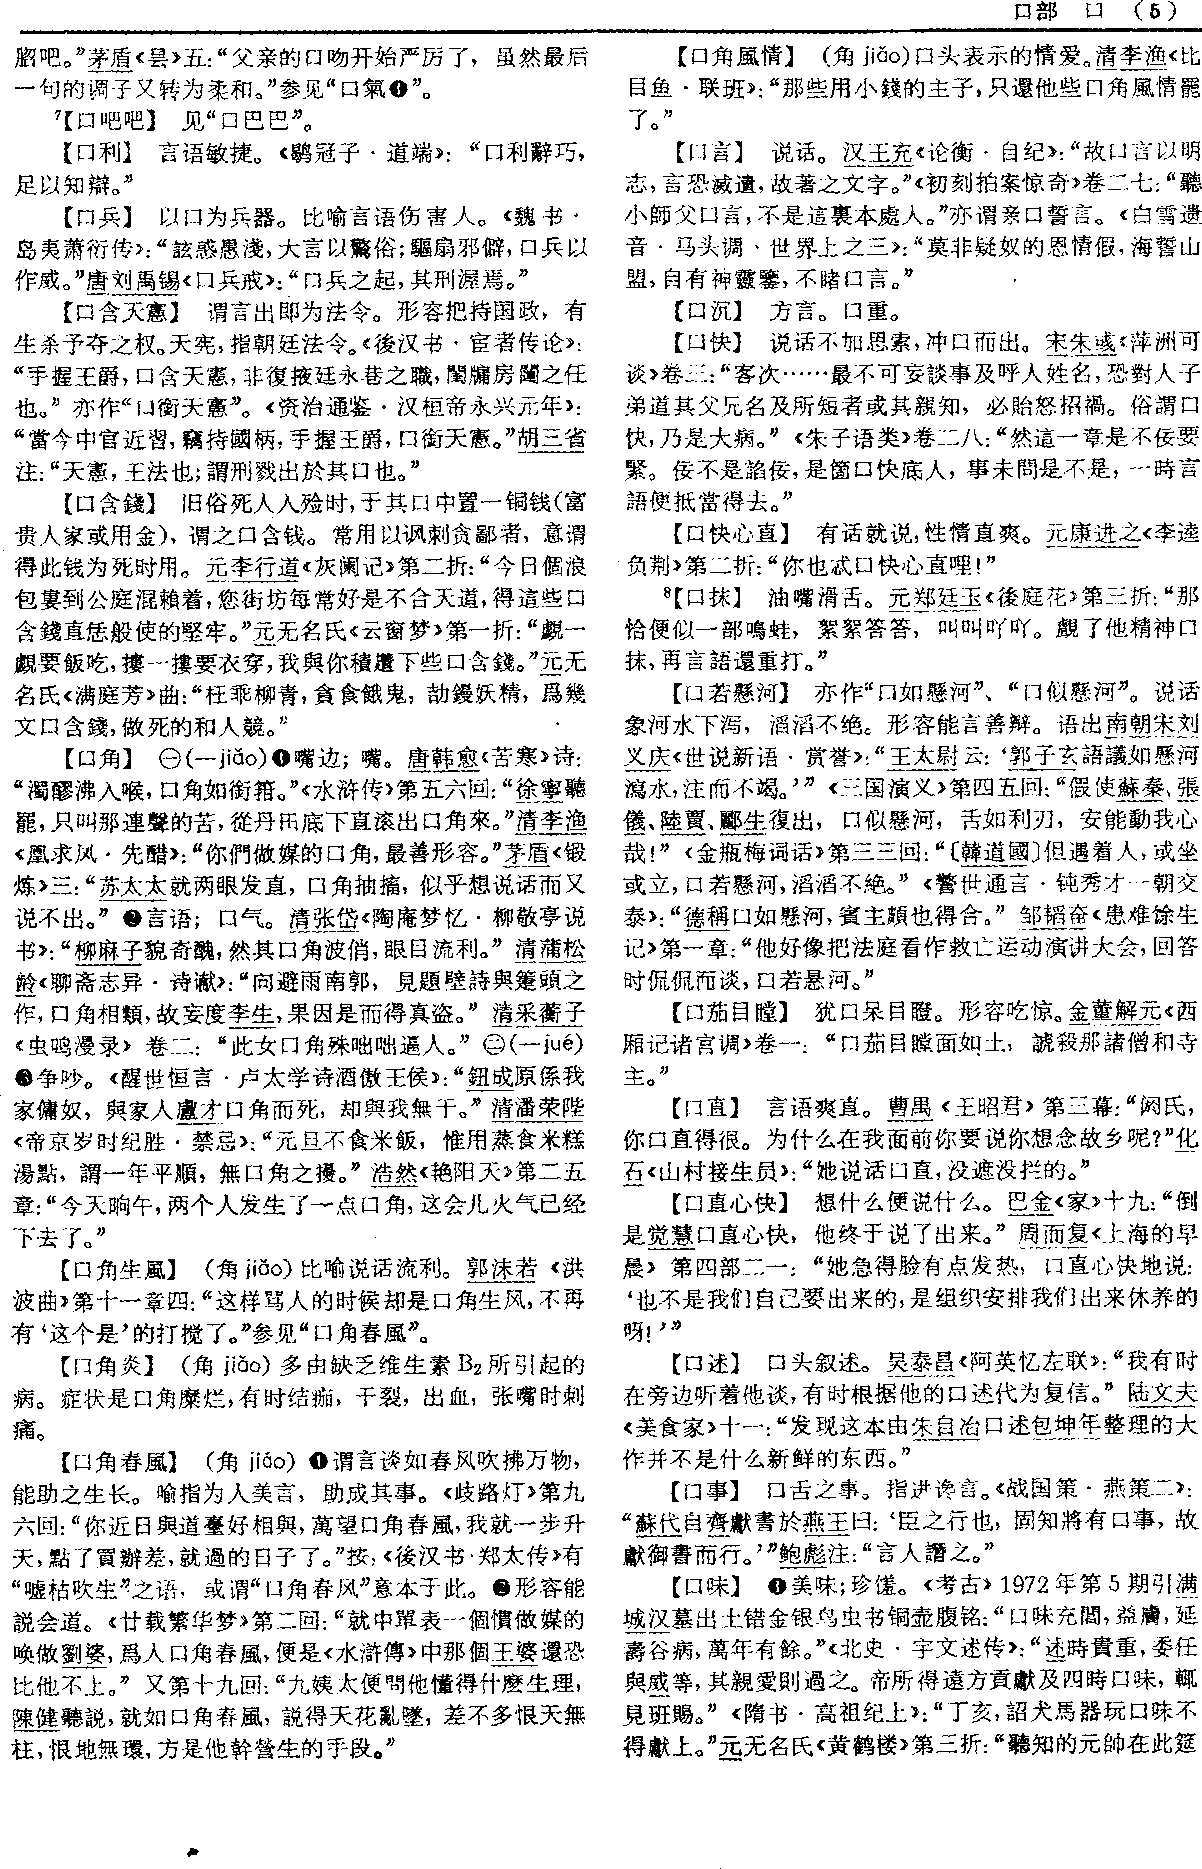 口部　口　（5）
脗吧。”茅盾《昙》五：“父亲的口吻开始严厉了，虽然最后
一句的调子又转为柔和。”参见“口氣❶”。
⁷【口吧吧】　见“口巴巴”。
【口利】　言语敏捷。《鹖冠子·道端》：“口利辭巧，
足以知辯。”
【口兵】　以口为兵器。比喻言语伤害人。《魏书·
岛夷萧衍传》：“詃惑愚淺，大言以驚俗；驅扇邪僻，口兵以
作威。”唐刘禹锡《口兵戒》：“口兵之起，其刑渥焉。”
【口含天憲】　谓言出即为法令。形容把持国政，有
生杀予夺之权。天宪，指朝廷法令。《後汉书·宦者传论》：
“手握王爵，口含天憲，非復掖廷永巷之職，閨牖房闥之任
也。”亦作“口銜天憲”。《资治通鉴·汉桓帝永兴元年》：
“當今中官近習，竊持國柄，手握王爵，口銜天憲。”胡三省
注：“天憲，王法也；謂刑戮出於其口也。”
【口含錢】　旧俗死人入殓时，于其口中置一铜钱（富
贵人家或用金），谓之口含钱。常用以讽刺贪鄙者，意谓
得此钱为死时用。元李行道《灰阑记》第二折：“今日個浪
包婁到公庭混賴着，您街坊每常好是不合天道，得這些口
含錢直恁般使的堅牢。”元无名氏《云窗梦》第一折：“覷一
覷要飯吃，摟一摟要衣穿，我與你積趲下些口含錢。”元无
名氏《满庭芳》曲：“枉乖柳青，貪食餓鬼，劫鏝妖精，爲幾
文口含錢，做死的和人競。”
【口角】　㊀（－jiǎo）❶嘴边；嘴。唐韩愈《苦寒》诗：
“濁醪沸入喉，口角如銜箝。”《水浒传》第五六回：“徐寧聽
罷，只叫那連聲的苦，從丹田底下直滚出口角來。”清李渔
《凰求风·先醋》：“你們做媒的口角，最善形容。”茅盾《锻
炼》三：“苏太太就两眼发直，口角抽搐，似乎想说话而又
说不出。”❷言语；口气。清张岱《陶庵梦忆·柳敬亭说
书》：“柳麻子貌奇醜，然其口角波俏，眼目流利。”清蒲松
龄《聊斋志异·诗谳》：“向避雨南郭，見題壁詩與箑頭之
作，口角相類，故妄度李生，果因是而得真盗。”清采蘅子
《虫鸣漫录》卷二：“此女口角殊咄咄逼人。”㊁（－jué）
❸争吵。《醒世恒言·卢太学诗酒傲王侯》：“鈕成原係我
家傭奴，與家人盧才口角而死，却與我無干。”清潘荣陛
《帝京岁时纪胜·禁忌》：“元旦不食米飯，惟用蒸食米糕
湯點，謂一年平順，無口角之擾。”浩然《艳阳天》第二五
章：“今天晌午，两个人发生了一点口角，这会儿火气已经
下去了。”
【口角生風】　（角jiǎo）比喻说话流利。郭沫若《洪
波曲》第十一章四：“这样骂人的时候却是口角生风，不再
有‘这个是’的打搅了。”参见“口角春風”。
【口角炎】　（角jiǎo）多由缺乏维生素B₂所引起的
病。症状是口角糜烂，有时结痂，干裂，出血，张嘴时刺
痛。
【口角春風】　（角jiǎo）❶谓言谈如春风吹拂万物，
能助之生长。喻指为人美言，助成其事。《歧路灯》第九
六回：“你近日與道臺好相與，萬望口角春風，我就一步升
天，點了買辦差，就過的日子了。”按，《後汉书·郑太传》有
“嘘枯吹生”之语，或谓“口角春风”意本于此。❷形容能
説会道。《廿载繁华梦》第二回：“就中單表一個慣做媒的
唤做劉婆，爲人口角春風，便是《水滸傳》中那個王婆還恐
比他不上。”又第十九回：“九姨太便問他懂得什麽生理，
陳健聽説，就如口角春風，説得天花亂墜，差不多恨天無
柱，恨地無環，方是他幹營生的手段。”
【口角風情】　（角jiǎo）口头表示的情爱。清李渔《比
目鱼·联班》：“那些用小錢的主子，只還他些口角風情罷
了。”
【口言】　说话。汉王充《论衡·自纪》：“故口言以明
志，言恐滅遺，故著之文字。”《初刻拍案惊奇》卷二七：“聽
小師父口言，不是這裏本處人。”亦谓亲口誓言。《白雪遗
音·马头调·世界上之三》：“莫非疑奴的恩情假，海誓山
盟，自有神靈鑒，不睹口言。”
【口沉】　方言。口重。
【口快】　说话不加思索，冲口而出。宋朱彧《萍洲可
谈》卷三：“客次……最不可妄談事及呼人姓名，恐對人子
弟道其父兄名及所短者或其親知，必貽怒招禍。俗謂口
快，乃是大病。”《朱子语类》卷二八：“然這一章是不佞要
緊。佞不是諂佞，是箇口快底人，事未問是不是，一時言
語便抵當得去。”
【口快心直】　有话就说，性情直爽。元康进之《李逵
负荆》第二折：“你也忒口快心直哩！”
⁸【口抹】　油嘴滑舌。元郑廷玉《後庭花》第三折：“那
恰便似一部鳴蛙，絮絮答答，叫叫吖吖。覷了他精神口
抹，再言語還重打。”
【口若懸河】　亦作“口如懸河”、“口似懸河”。说话
象河水下泻，滔滔不绝。形容能言善辩。语出南朝宋刘
义庆《世说新语·赏誉》：“王太尉云：‘郭子玄語議如懸河
瀉水，注而不竭。’”《三国演义》第四五回：“假使蘇秦、張
儀、陸賈、酈生復出，口似懸河，舌如利刃，安能動我心
哉！”《金瓶梅词话》第三三回：“〔韓道國〕但遇着人，或坐
或立，口若懸河，滔滔不絶。”《警世通言·钝秀才一朝交
泰》：“德稱口如懸河，賓主頗也得合。”邹韬奋《患难馀生
记》第一章：“他好像把法庭看作救亡运动演讲大会，回答
时侃侃而谈，口若悬河。”
【口茄目瞠】　犹口呆目瞪。形容吃惊。金董解元《西
厢记诸宫调》卷一：“口茄目瞠面如土，諕殺那諸僧和寺
主。”
【口直】　言语爽直。曹禺《王昭君》第三幕：“阏氏，
你口直得很。为什么在我面前你要说你想念故乡呢？”化
石《山村接生员》：“她说话口直，没遮没拦的。”
【口直心快】　想什么便说什么。巴金《家》十九：“倒
是觉慧口直心快，他终于说了出来。”周而复《上海的早
晨》第四部二一：“她急得脸有点发热，口直心快地说：
‘也不是我们自己要出来的，是组织安排我们出来休养的
呀！’”
【口述】　口头叙述。吴泰昌《阿英忆左联》：“我有时
在旁边听着他谈，有时根据他的口述代为复信。”陆文夫
《美食家》十一：“发现这本由朱自冶口述包坤年整理的大
作并不是什么新鲜的东西。”
【口事】　口舌之事。指进谗言。《战国策·燕策二》：
“蘇代自齊獻書於燕王曰：‘臣之行也，固知將有口事，故
獻御書而行。’”鲍彪注：“言人譖之。”
【口味】　❶美味；珍馐。《考古》1972年第5期引满
城汉墓出土错金银鸟虫书铜壶腹铭：“口味充閭，益膚，延
壽谷病，萬年有餘。”《北史·宇文述传》：“述時貴重，委任
與威等，其親愛則過之。帝所得遠方貢獻及四時口味，輒
見班賜。”《隋书·高祖纪上》：“丁亥，詔犬馬器玩口味不
得獻上。”元无名氏《黄鹤楼》第三折：“聽知的元帥在此筵